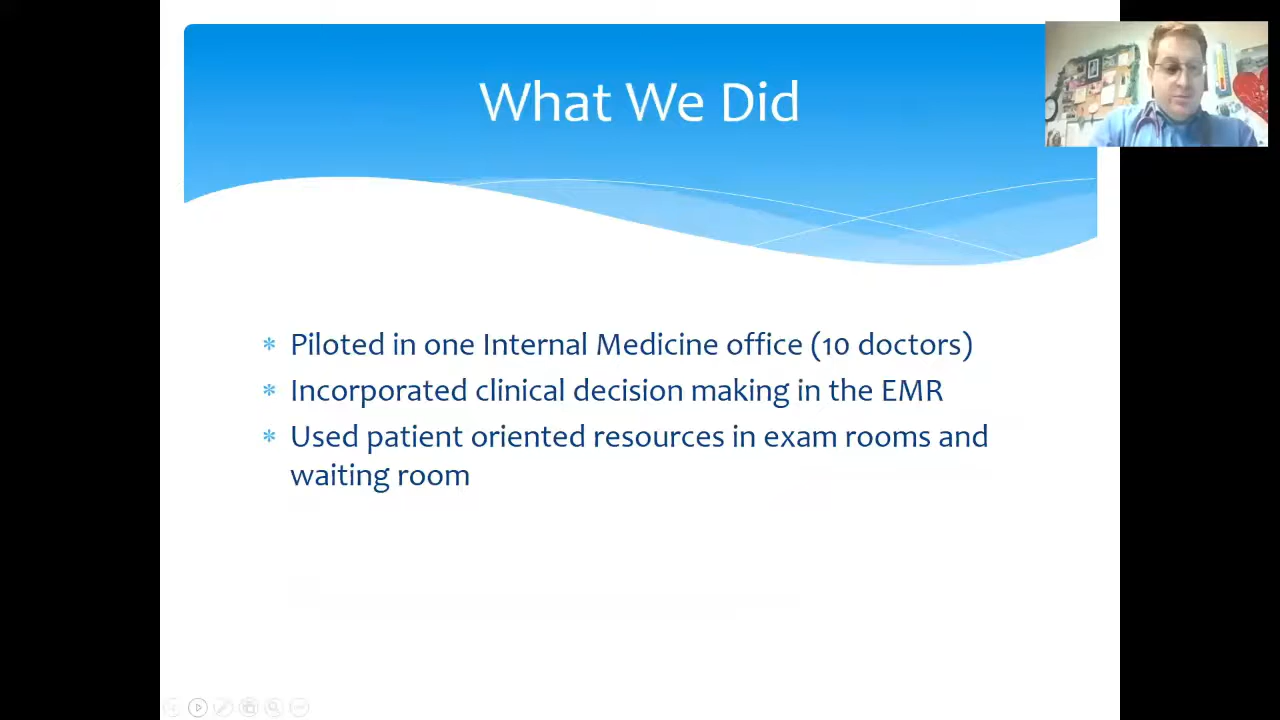 What We Did
* Piloted in one Internal Medicine office (10 doctors)
* Incorporated clinical decision making in the EMR
* Used patient oriented resources in exam rooms and
waiting room